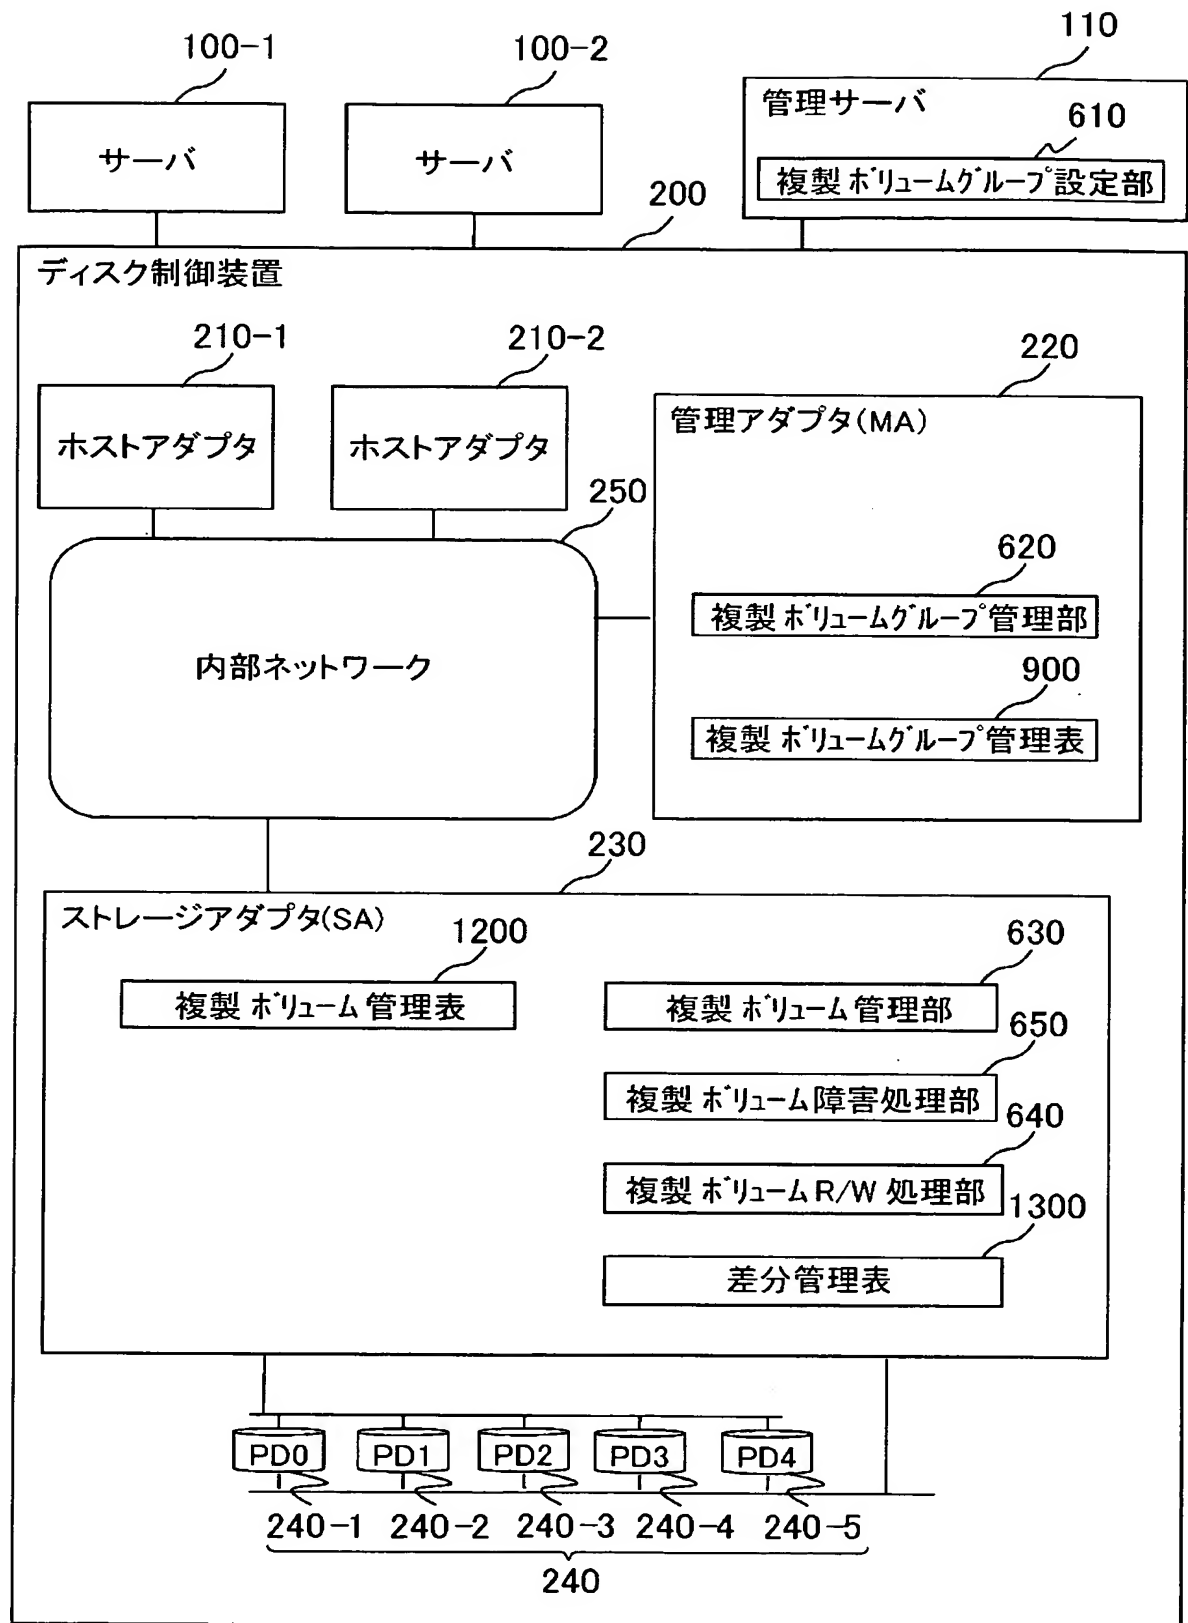 100-1
100-2
110
サーバ
サーバ
管理サーバ
610
複製ボリュームグループ設定部
200
ディスク制御装置
210-1
210-2
220
ホストアダプタ
ホストアダプタ
管理アダプタ(MA)
250
620
複製ボリュームグループ管理部
内部ネットワーク
900
複製ボリュームグループ管理表
230
ストレージアダプタ(SA)
1200
複製ボリューム管理表
630
複製ボリューム管理部
650
複製ボリューム障害処理部
640
複製ボリュームR/W処理部
1300
差分管理表
PD0
PD1
PD2
PD3
PD4
240-1
240-2
240-3
240-4
240-5
240